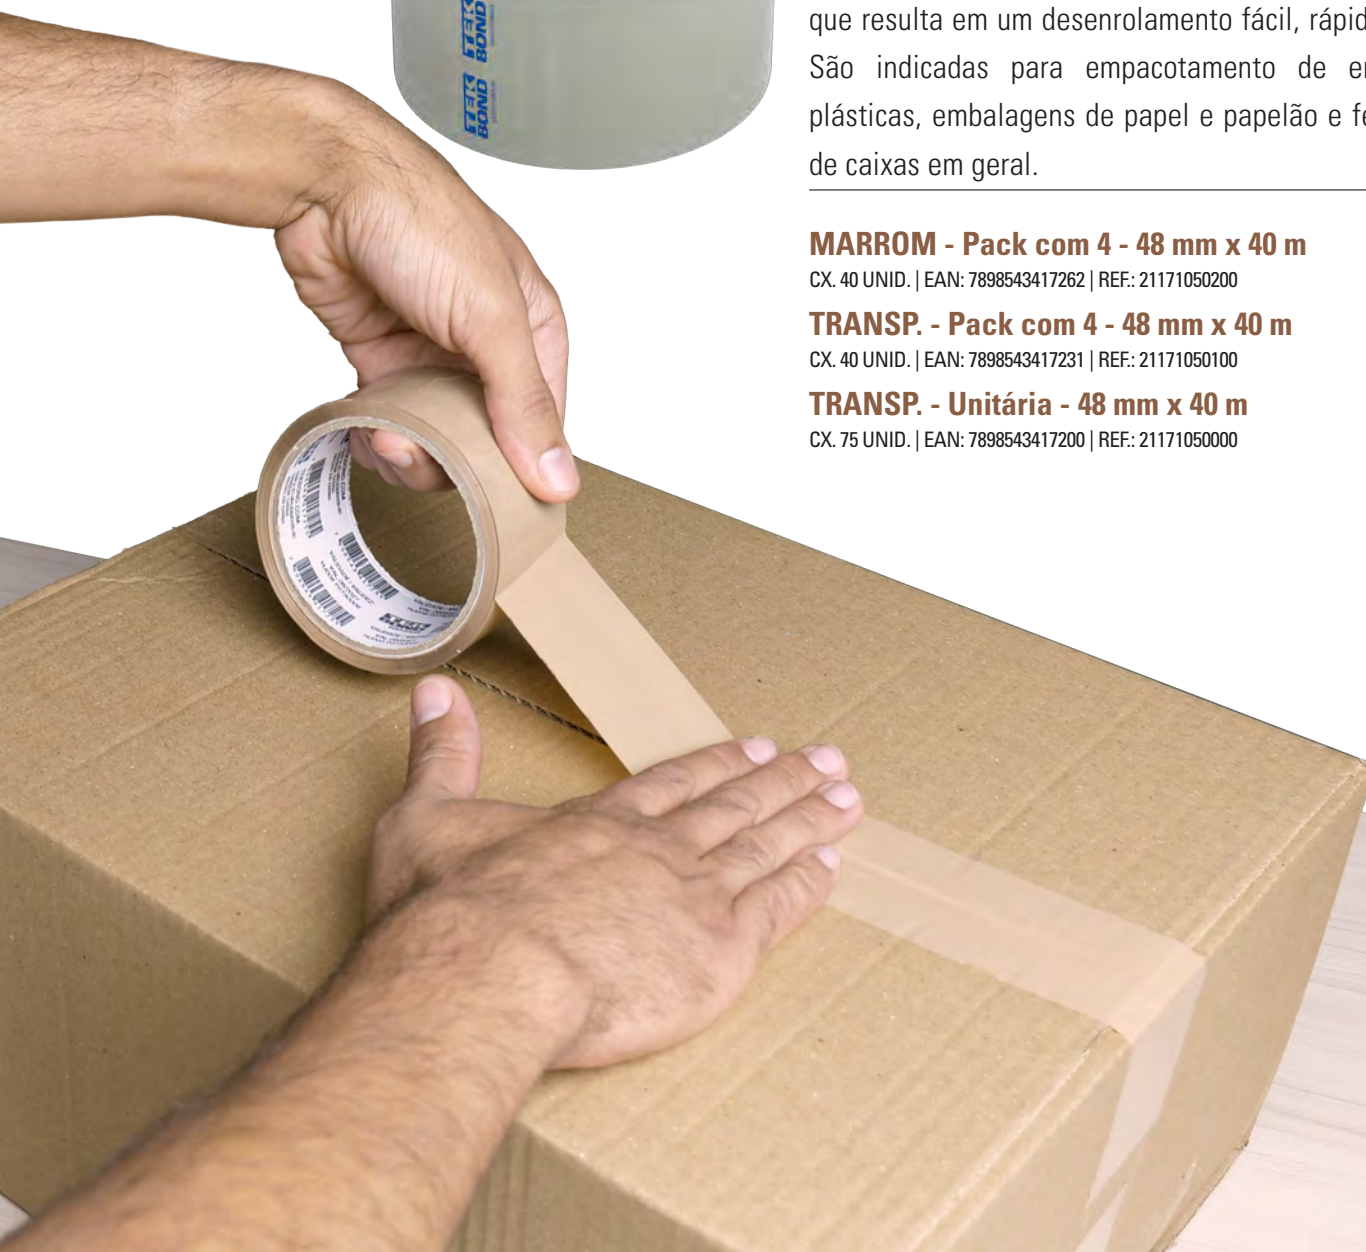 que resulta em um desenrolamento fácil, rápid
São indicadas para empacotamento de e
plásticas, embalagens de papel e papelão e f
de caixas em geral.
MARROM - Pack com 4 - 48 mm x 40 m
CX. 40 UNID. | EAN: 7898543417262 | REF.: 21171050200
TRANSP. - Pack com 4 - 48 mm x 40 m
CX. 40 UNID. | EAN: 7898543417231 | REF.: 21171050100
TRANSP. - Unitária - 48 mm x 40 m
CX. 75 UNID. | EAN: 7898543417200 | REF.: 21171050000
TEK
BOND
TEK
BOND
TEK
BOND